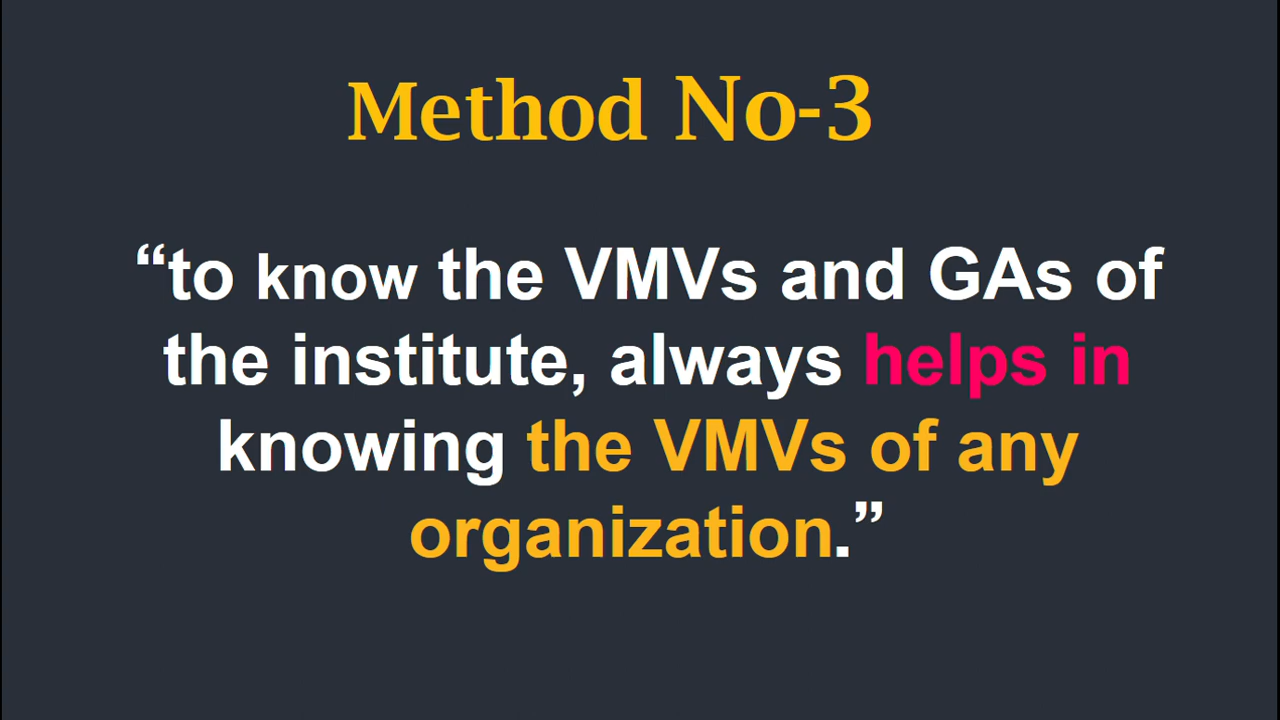 Method No-3
“to know the VMVs and GAs of
the institute, always helps in
knowing the VMVs of any
organization.”